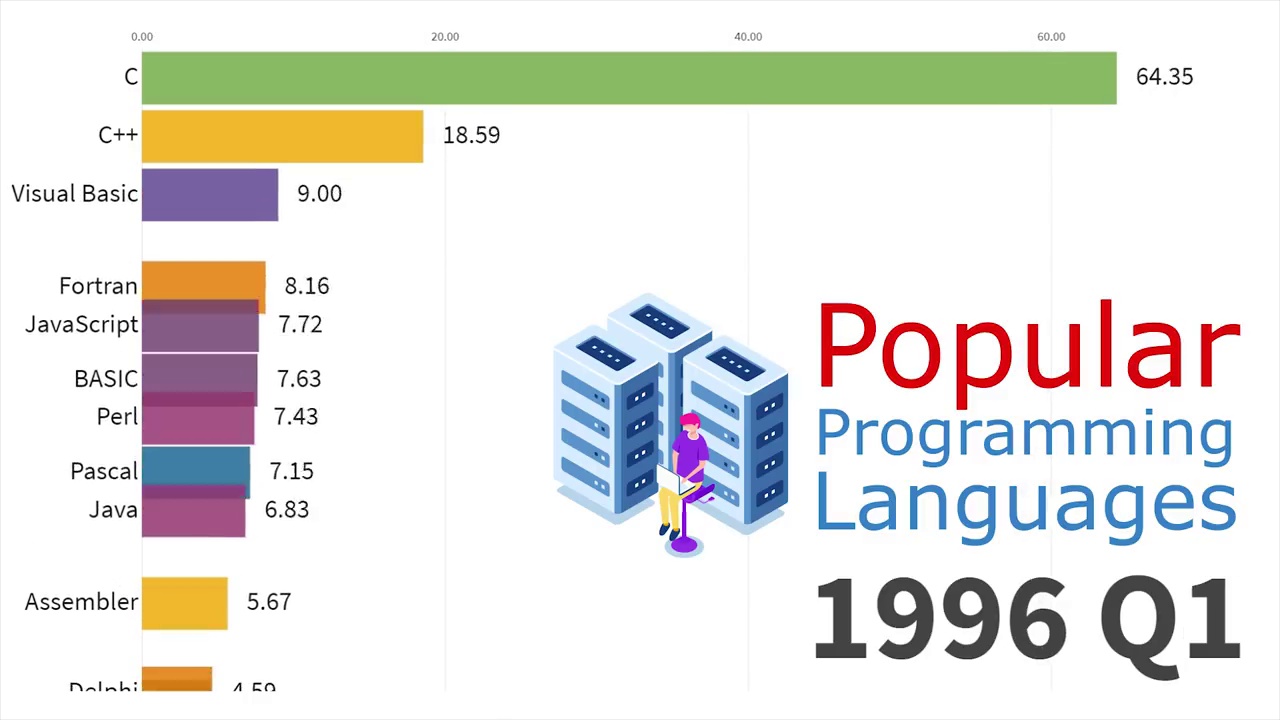 0.00 20.00 40.00 60.00
C 64.35
C++ 18.59
Visual Basic 9.00
Fortran 8.16
JavaScript 7.72
BASIC 7.63
Perl 7.43
Pascal 7.15
Java 6.83
Assembler 5.67
Delphi 4.59
Popular
Programming
Languages
1996 Q1